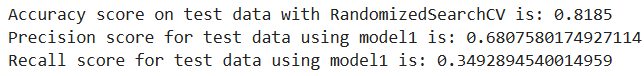 Accuracy score on test data with RandomizedSearchCV is: 0.8185
Precision score for test data using model1 is: 0.6807580174927114
Recall score for test data using model1 is: 0.3492894540014959